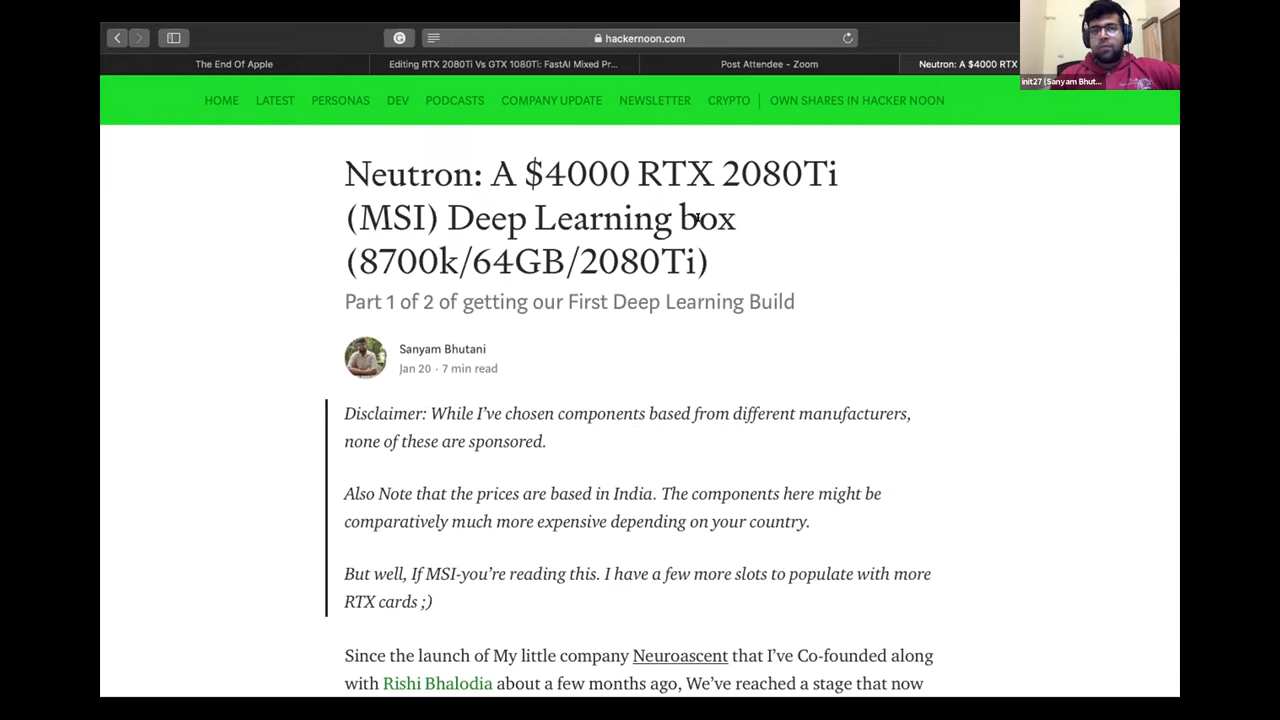 hackernoon.com
The End Of Apple
Editing RTX 2080Ti Vs GTX 1080Ti: FastAI Mixed Pr...
Post Attendee - Zoom
Neutron: A $4000 RTX
init27 (Sanyam Bhut...
HOME LATEST PERSONAS DEV PODCASTS COMPANY UPDATE NEWSLETTER CRYPTO OWN SHARES IN HACKER NOON
Neutron: A $4000 RTX 2080Ti
(MSI) Deep Learning box
(8700k/64GB/2080Ti)
Part 1 of 2 of getting our First Deep Learning Build
Sanyam Bhutani
Jan 20 · 7 min read
Disclaimer: While I've chosen components based from different manufacturers,
none of these are sponsored.
Also Note that the prices are based in India. The components here might be
comparatively much more expensive depending on your country.
But well, If MSI-you're reading this. I have a few more slots to populate with more
RTX cards ;)
Since the launch of My little company Neuroascent that I've Co-founded along
with Rishi Bhalodia about a few months ago, We've reached a stage that now